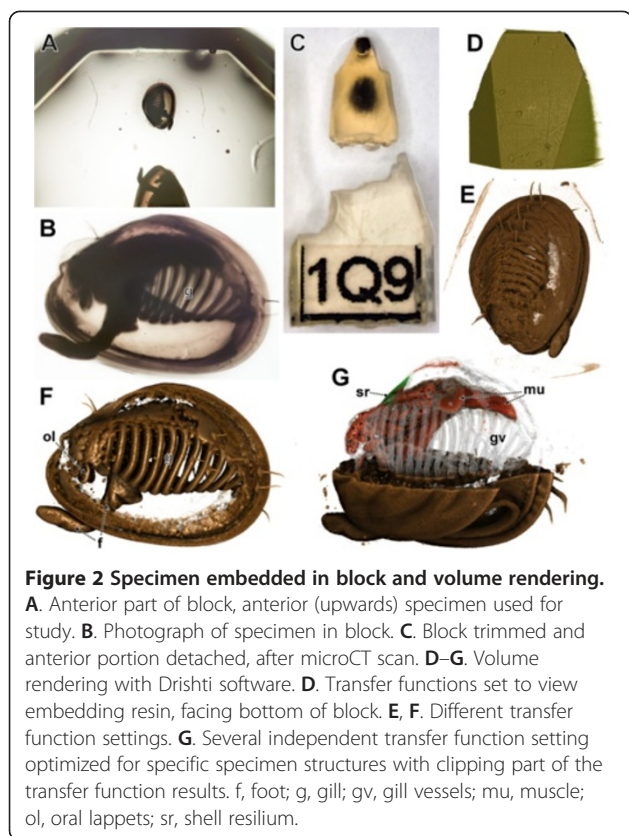 A
C
D
B
g
1Q9
E
F
ol
g
f
G
sr
mu
gv
Figure 2 Specimen embedded in block and volume rendering.
A. Anterior part of block, anterior (upwards) specimen used for
study. B. Photograph of specimen in block. C. Block trimmed and
anterior portion detached, after microCT scan. D–G. Volume
rendering with Drishti software. D. Transfer functions set to view
embedding resin, facing bottom of block. E, F. Different transfer
function settings. G. Several independent transfer function setting
optimized for specific specimen structures with clipping part of the
transfer function results. f, foot; g, gill; gv, gill vessels; mu, muscle;
ol, oral lappets; sr, shell resilium.